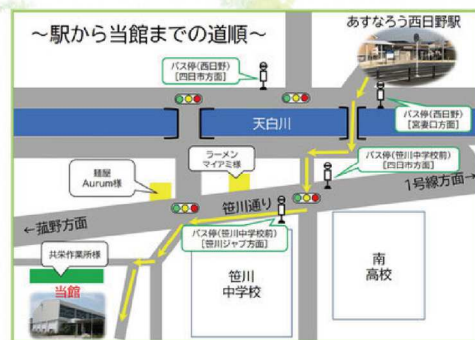 ～駅から当館までの道順～
あすなろう西日野駅
バス停(西日野)
[四日市方面]
バス停(西日野)
[宮妻口方面]
天白川
バス停(笹川中学校前)
[四日市方面]
麺屋
Aurum様
ラーメン
マイアミ様
1号線方面→
笹川通り
←菰野方面
バス停(笹川中学校前)
[笹川ジャブ方面]
共栄作業所様
当館
笹川
中学校
南
高校